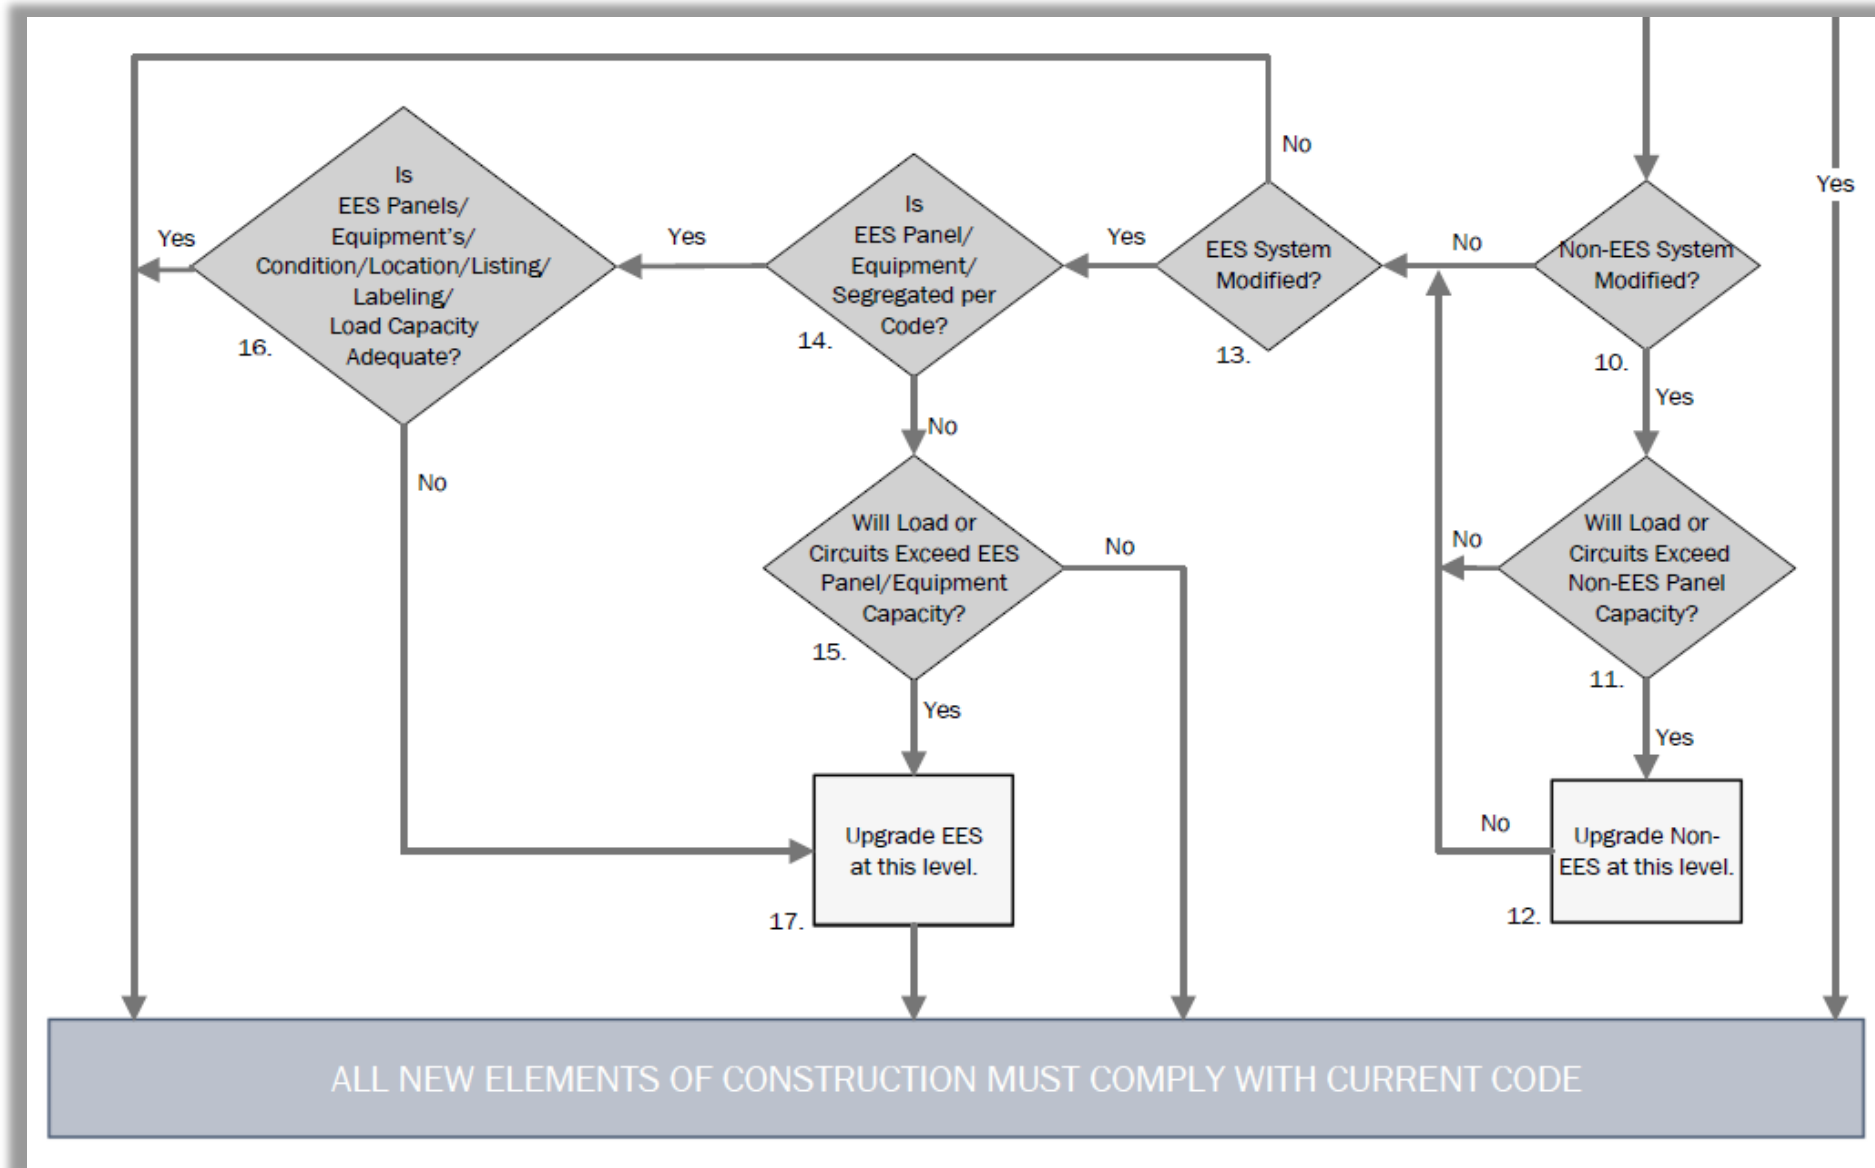 No
Yes
Is
EES Panels/
Equipment's/
Condition/Location/Listing/
Labeling/
Load Capacity
Adequate?
16.
Yes
Yes
Is
EES Panel/
Equipment/
Segregated per
Code?
14.
Yes
EES System
Modified?
13.
No
Non-EES System
Modified?
10.
Yes
No
No
Will Load or
Circuits Exceed EES
Panel/Equipment
Capacity?
15.
No
No
Will Load or
Circuits Exceed
Non-EES Panel
Capacity?
11.
Yes
Yes
Upgrade EES
at this level.
17.
No
Upgrade Non-
EES at this level.
12.
ALL NEW ELEMENTS OF CONSTRUCTION MUST COMPLY WITH CURRENT CODE